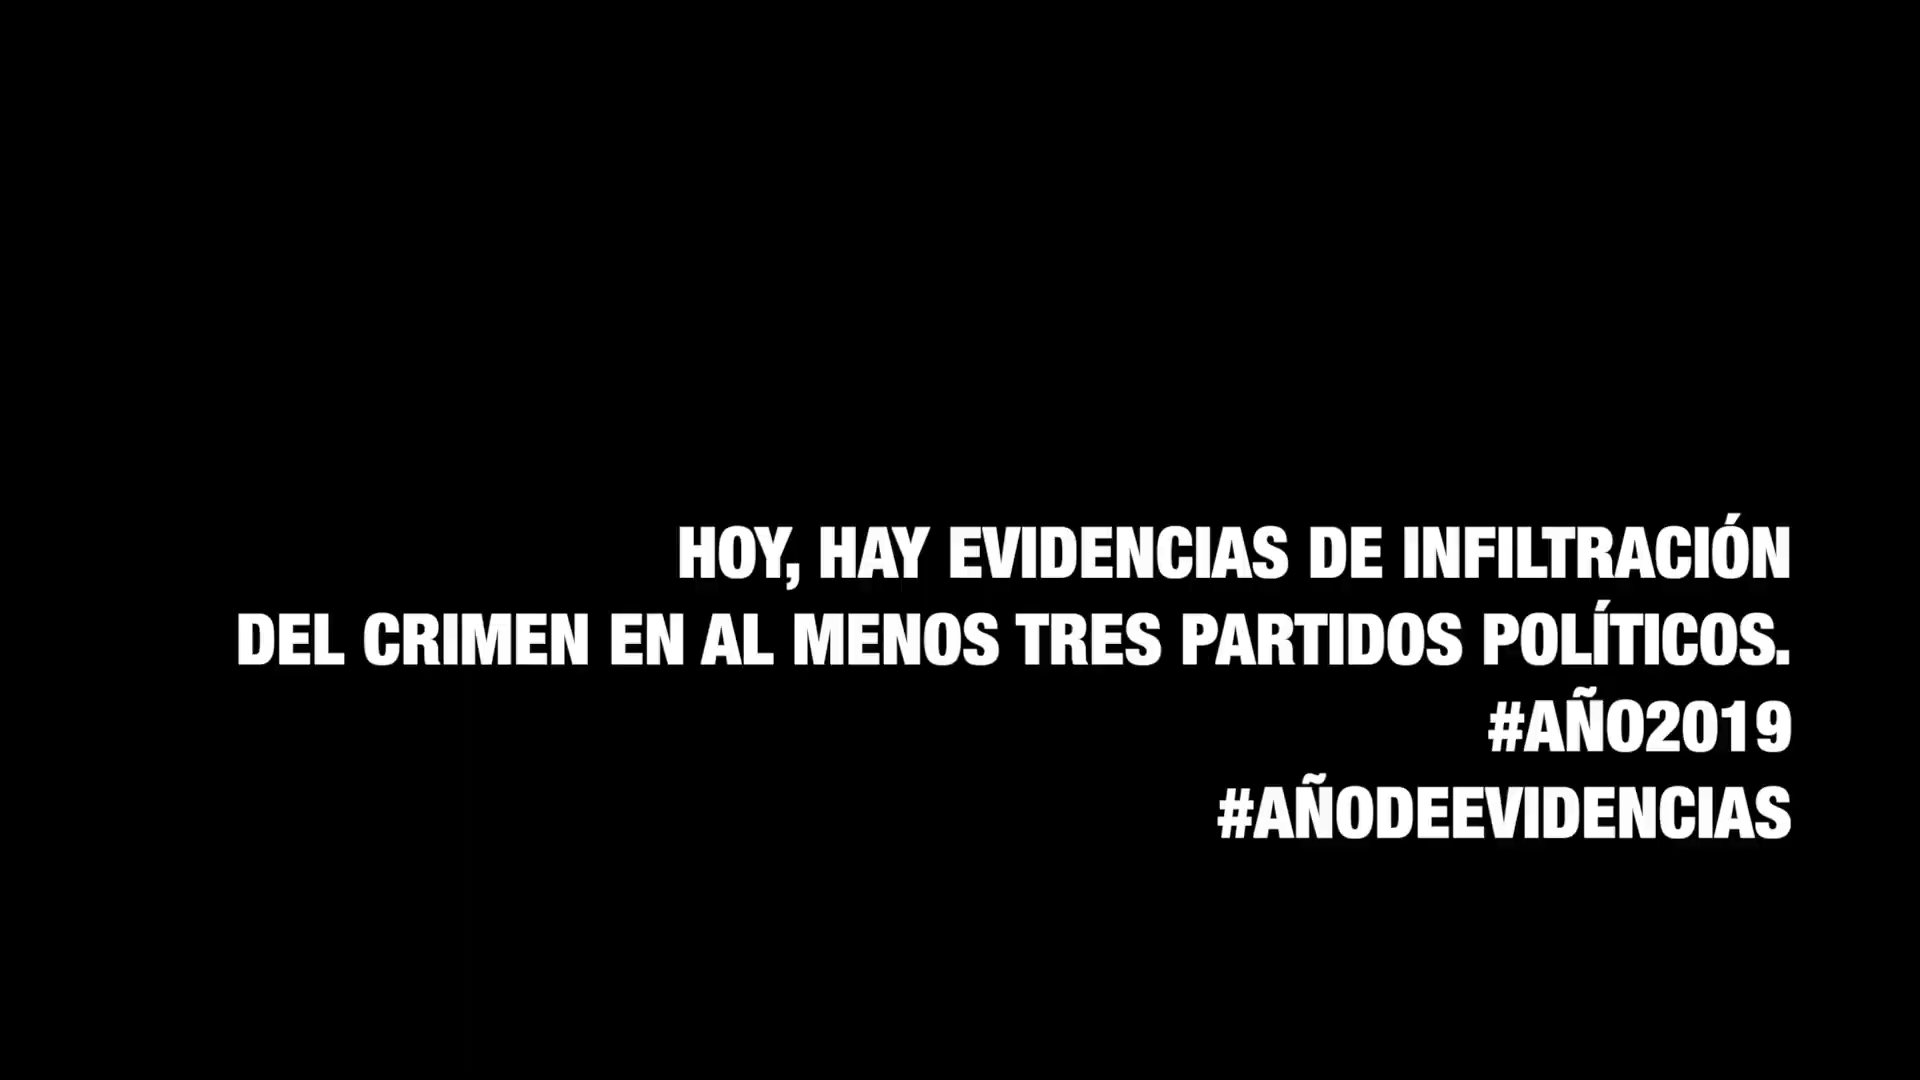 HOY, HAY EVIDENCIAS DE INFILTRACIÓN
DEL CRIMEN EN AL MENOS TRES PARTIDOS POLÍTICOS.
#AÑO2019
#AÑODEEVIDENCIAS